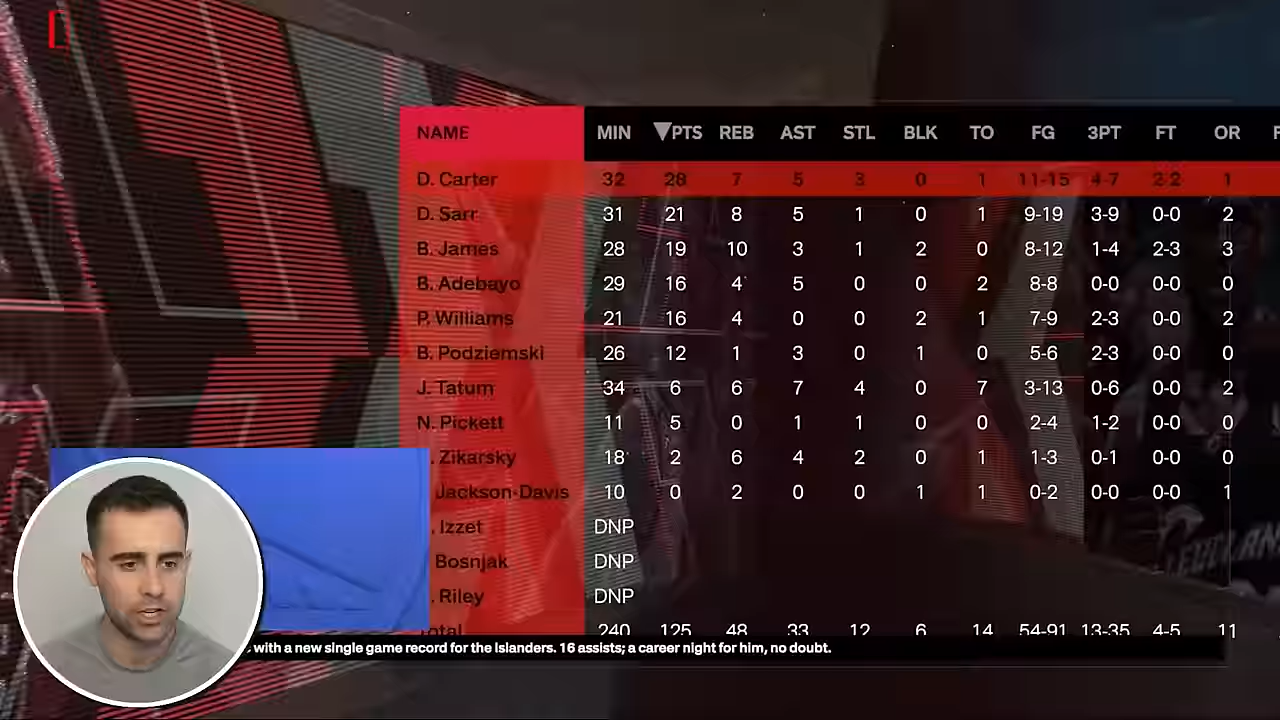 NAME MIN PTS REB AST STL BLK TO FG 3PT FT OR
D. Carter 32 28 7 5 3 0 1 11-15 4-7 2-2 1
D. Sarr 31 21 8 5 1 0 1 9-19 3-9 0-0 2
B. James 28 19 10 3 1 2 0 8-12 1-4 2-3 3
B. Adebayo 29 16 4 5 0 0 2 8-8 0-0 0-0 0
P. Williams 21 16 4 0 0 2 1 7-9 2-3 0-0 2
B. Podziemski 26 12 1 3 0 1 0 5-6 2-3 0-0 0
J. Tatum 34 6 6 7 4 0 7 3-13 0-6 0-0 2
N. Pickett 11 5 0 1 1 0 0 2-4 1-2 0-0 0
. Zikarsky 18 2 6 4 2 0 1 1-3 0-1 0-0 0
Jackson-Davis 10 0 2 0 0 1 1 0-2 0-0 0-0 1
. Izzet DNP
Bosnjak DNP
. Riley DNP
Total 240 125 48 33 12 6 14 54-91 13-35 4-5 11
with a new single game record for the Islanders. 16 assists; a career night for him, no doubt.